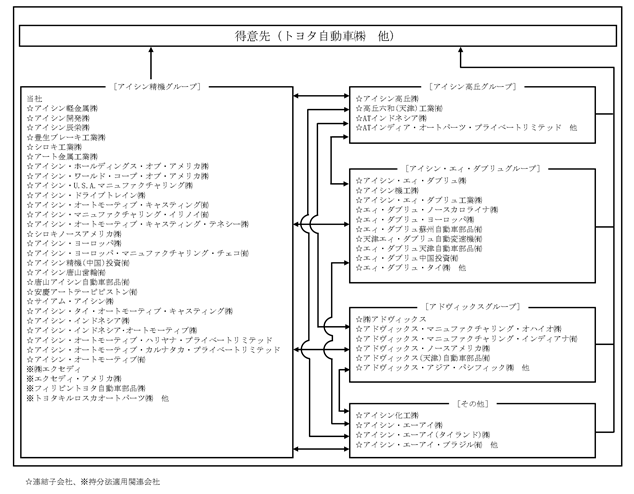 得意先(トヨタ自動車㈱ 他)
[アイシン精機グループ]
当社
☆アイシン軽金属㈱
☆アイシン開発㈱
☆アイシン辰栄㈱
☆豊生ブレーキ工業㈱
☆シロキ工業㈱
☆アート金属工業㈱
☆アイシン・ホールディングス・オブ・アメリカ㈱
☆アイシン・ワールド・コープ・オブ・アメリカ㈱
☆アイシン・U.S.A.マニュファクチャリング㈱
☆アイシン・ドライブトレイン㈱
☆アイシン・オートモーティブ・キャスティング㈲
☆アイシン・マニュファクチャリング・イリノイ㈲
☆アイシン・オートモーティブ・キャスティング・テネシー㈱
☆シロキノースアメリカ㈱
☆アイシン・ヨーロッパ㈱
☆アイシン・ヨーロッパ・マニュファクチャリング・チェコ㈲
☆アイシン精機(中国)投資㈲
☆アイシン唐山歯輪㈲
☆唐山アイシン自動車部品㈲
☆安慶アートテーピピストン㈲
☆サイアム・アイシン㈱
☆アイシン・タイ・オートモーティブ・キャスティング㈱
☆アイシン・インドネシア㈱
☆アイシン・インドネシア・オートモーティブ㈱
☆アイシン・オートモーティブ・ハリヤナ・プライベートリミテッド
☆アイシン・オートモーティブ・カルナタカ・プライベートリミテッド
☆アイシン・オートモーティブ㈲
※㈱エクセディ
※エクセディ・アメリカ㈱
※フィリピントヨタ自動車部品㈱
※トヨタキルロスカオートパーツ㈱ 他
[アイシン高丘グループ]
☆アイシン高丘㈱
☆高丘六和(天津)工業㈲
☆ATインドネシア㈱
☆ATインディア・オートパーツ・プライベートリミテッド 他
[アイシン・エィ・ダブリュグループ]
☆アイシン・エィ・ダブリュ㈱
☆アイシン機工㈱
☆アイシン・エィ・ダブリュ工業㈱
☆エィ・ダブリュ・ノースカロライナ㈱
☆エィ・ダブリュ・ヨーロッパ㈱
☆エィ・ダブリュ蘇州自動車部品㈲
☆天津エィ・ダブリュ自動変速機㈲
☆エィ・ダブリュ天津自動車部品㈲
☆エィ・ダブリュ中国投資㈲
☆エィ・ダブリュ・タイ㈱ 他
[アドヴィックスグループ]
☆㈱アドヴィックス
☆アドヴィックス・マニュファクチャリング・オハイオ㈱
☆アドヴィックス・マニュファクチャリング・インディアナ㈲
☆アドヴィックス・ノースアメリカ㈱
☆アドヴィックス(天津)自動車部品㈲
☆アドヴィックス・アジア・パシフィック㈱ 他
[その他]
☆アイシン化工㈱
☆アイシン・エーアイ㈱
☆アイシン・エーアイ(タイランド)㈱
☆アイシン・エーアイ・ブラジル㈲ 他
☆連結子会社、※持分法適用関連会社